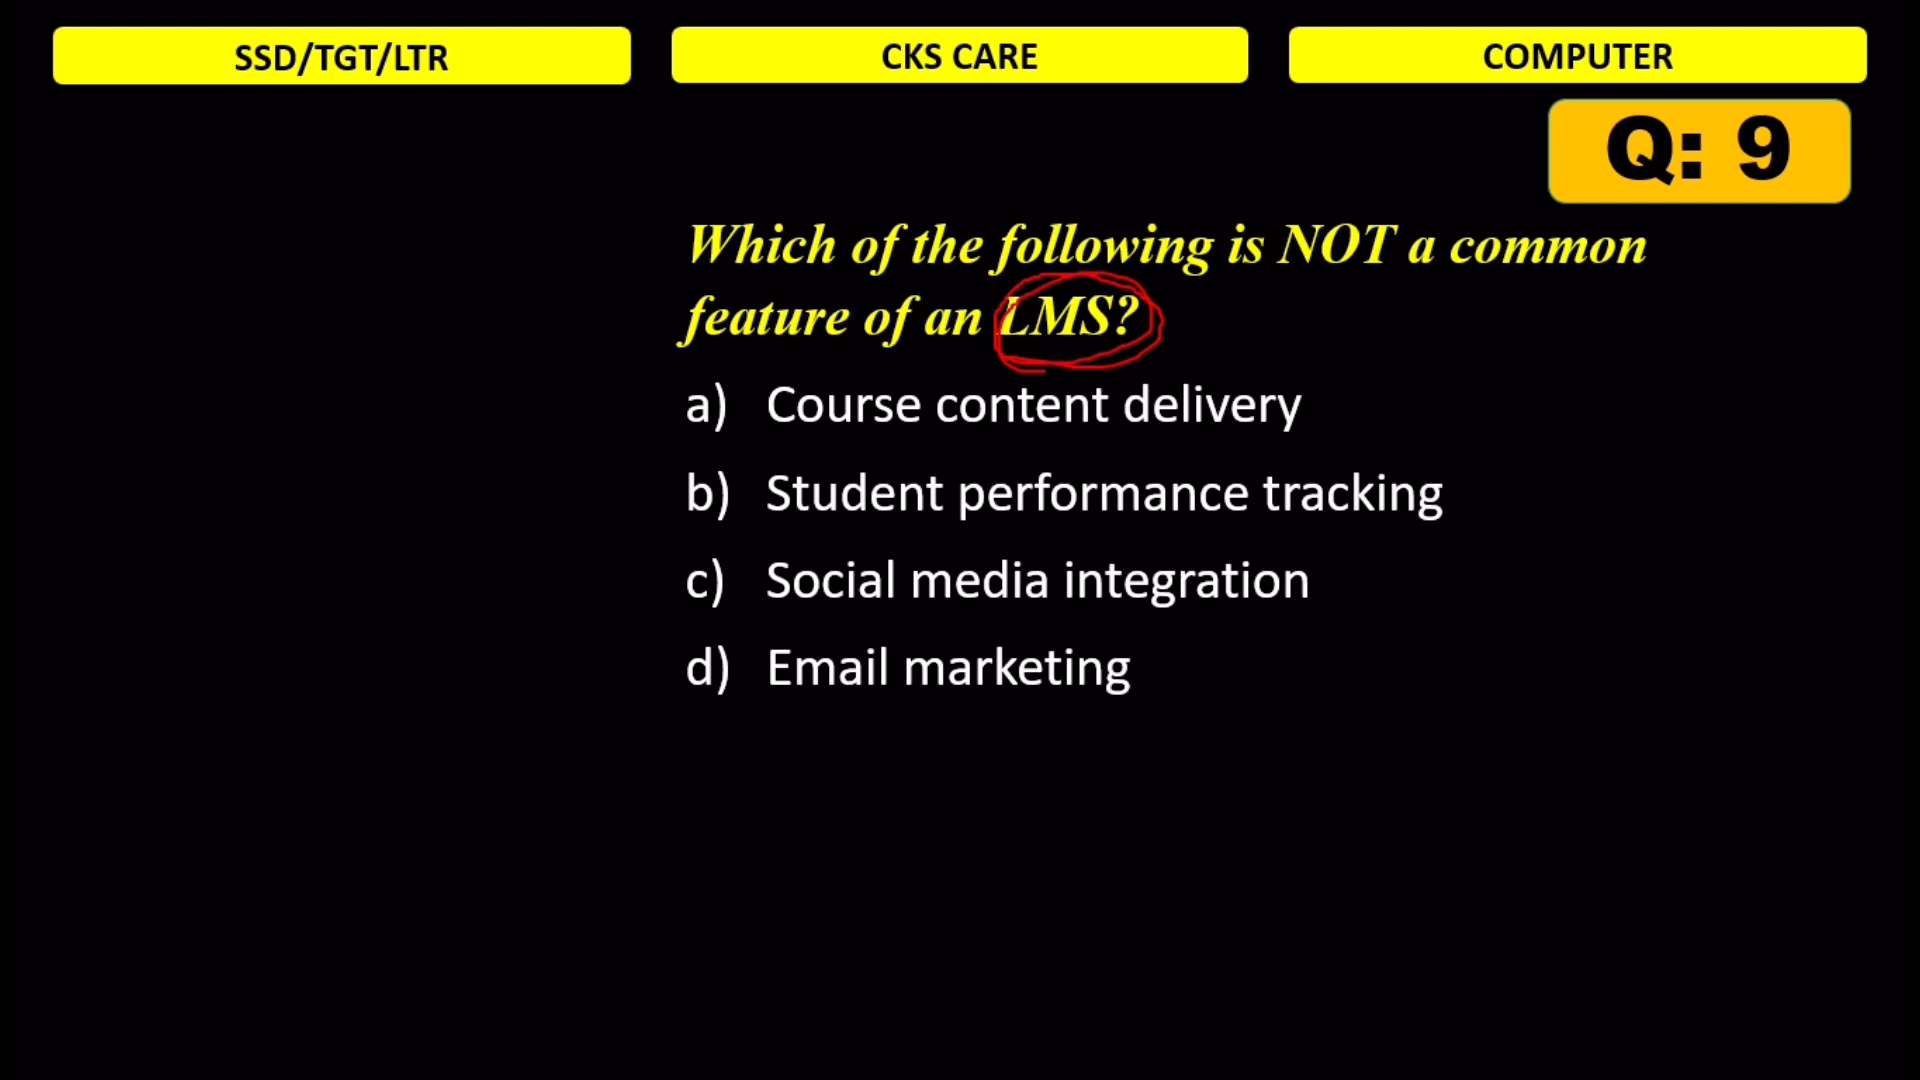 SSD/TGT/LTR
CKS CARE
COMPUTER
Q: 9
Which of the following is NOT a common
feature of an LMS?
a) Course content delivery
b) Student performance tracking
c) Social media integration
d) Email marketing